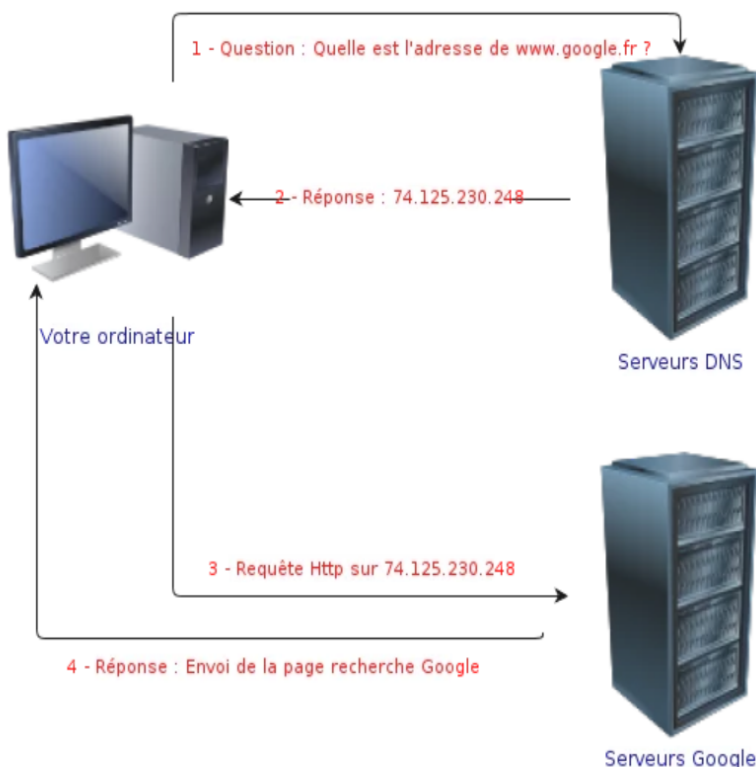 1 - Question : Quelle est l'adresse de www.google.fr ?
2 - Réponse : 74.125.230.248
Votre ordinateur
Serveurs DNS
3 - Requête Http sur 74.125.230.248
4 - Réponse : Envoi de la page recherche Google
Serveurs Google